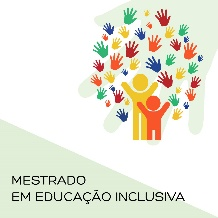 MESTRADO
EM EDUCAÇÃO INCLUSIVA